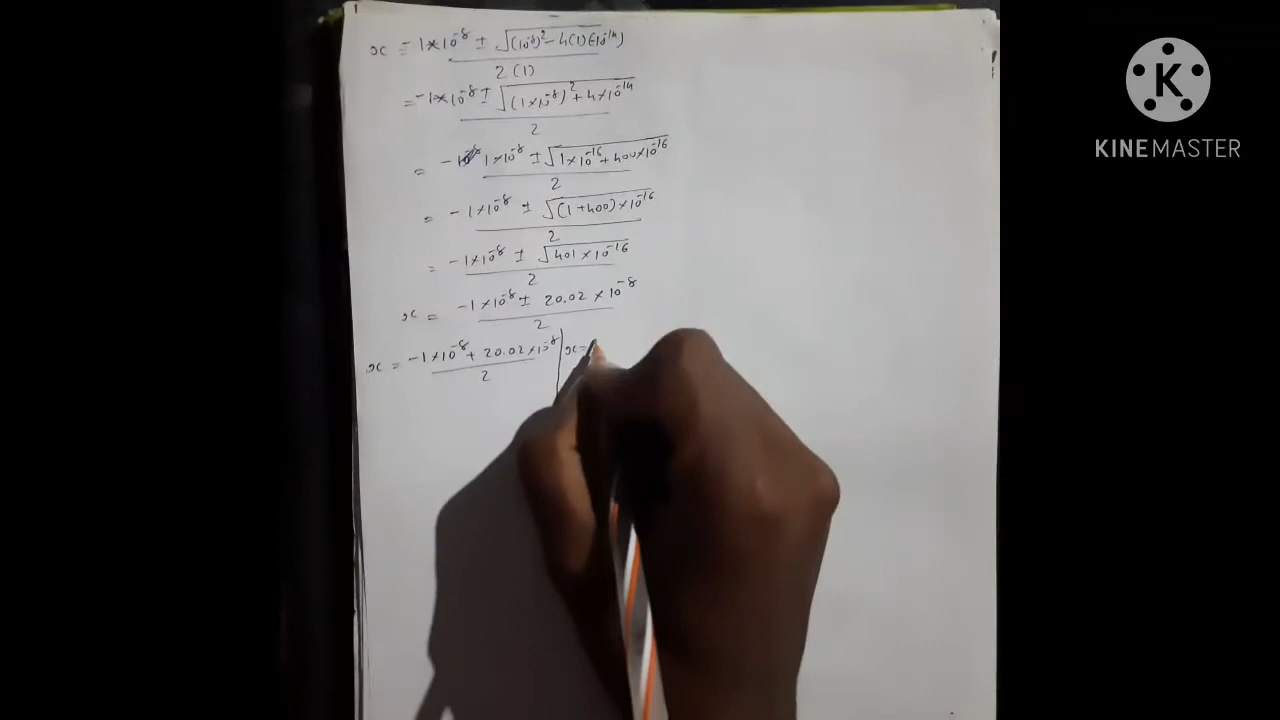 x = -1×10⁻⁸ ± √(10⁻⁸)² - 4(1)(-10⁻¹⁴) / 2(1)
= -1×10⁻⁸ ± √(1×10⁻⁸)² + 4×10⁻¹⁴ / 2
= - 1×10⁻⁸ ± √1×10⁻¹⁶ + 400×10⁻¹⁶ / 2
= -1×10⁻⁸ ± √(1+400)×10⁻¹⁶ / 2
= -1×10⁻⁸ ± √401×10⁻¹⁶ / 2
x = -1×10⁻⁸ ± 20.02×10⁻⁸ / 2
x = -1×10⁻⁸ + 20.02×10⁻⁸ / 2 | x =
K
KINEMASTER